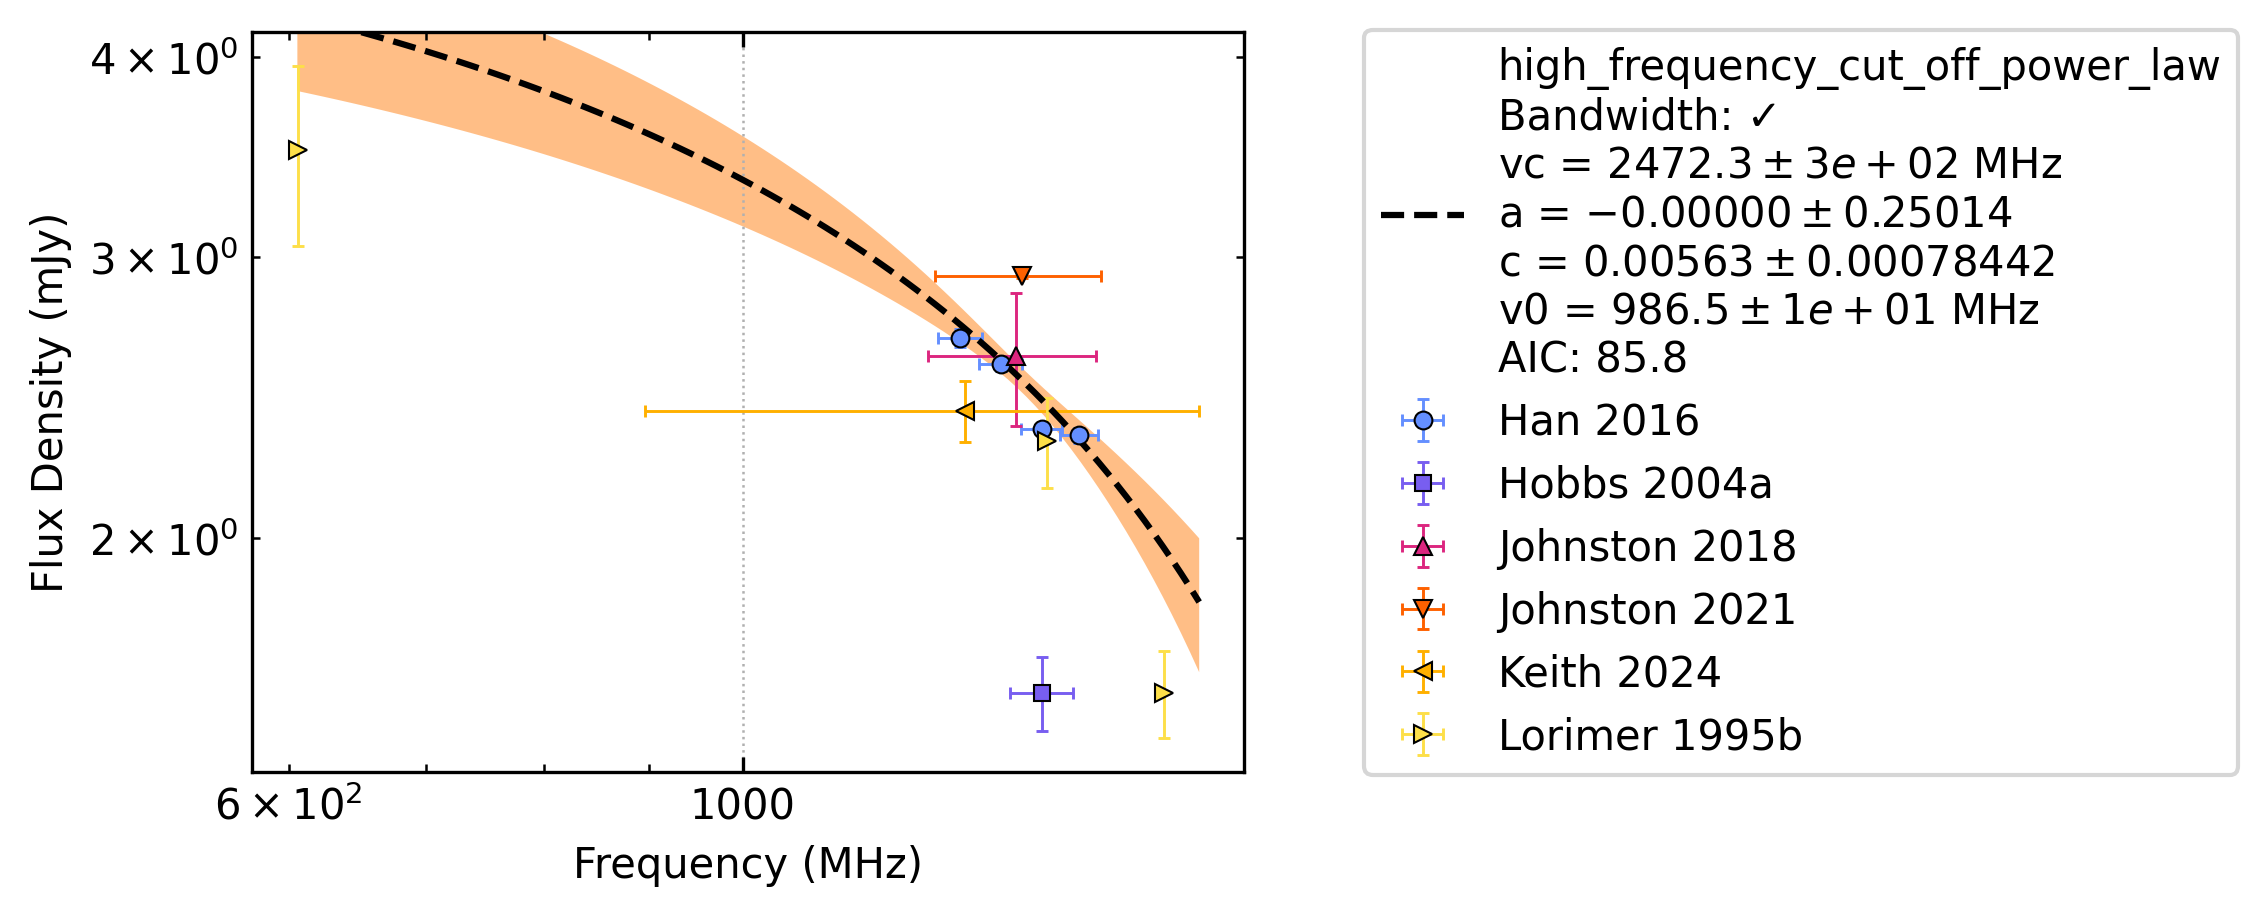 4 × 10⁰
3 × 10⁰
2 × 10⁰
Flux Density (mJy)
6 × 10²
1000
Frequency (MHz)
high_frequency_cut_off_power_law
Bandwidth: ✓
vc = 2472.3 ± 3e + 02 MHz
a = −0.00000 ± 0.25014
c = 0.00563 ± 0.00078442
v0 = 986.5 ± 1e + 01 MHz
AIC: 85.8
Han 2016
Hobbs 2004a
Johnston 2018
Johnston 2021
Keith 2024
Lorimer 1995b